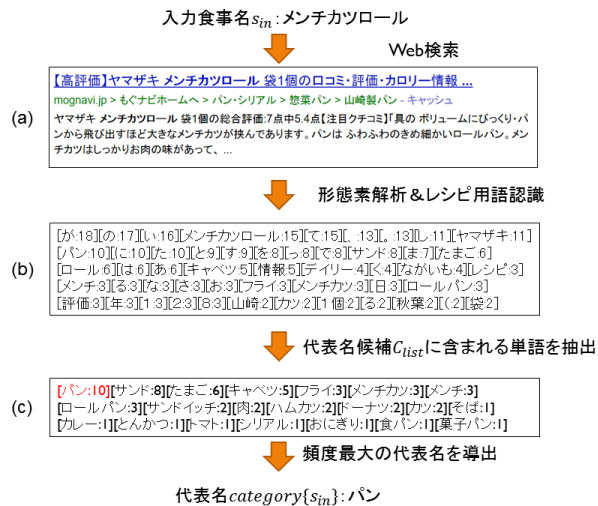 入力食事名s_in：メンチカツロール
Web検索
【高評価】ヤマザキ メンチカツロール 袋1個の口コミ・評価・カロリー情報 ...
mognavi.jp > もぐナビホームへ > パン・シリアル > 惣菜パン > 山崎製パン - キャッシュ
ヤマザキ メンチカツロール 袋1個の総合評価:7点中5.4点【注目クチコミ】「具の ボリュームにびっくり・パ
ンから飛び出すほど大きなメンチカツが挟んであります。パンは ふわふわのきめ細かいロールパン。メン
チカツはしっかりお肉の味があって、 ...
(a)
形態素解析＆レシピ用語認識
[が:18][の:17][い:16][メンチカツロール:15][て:15][、:13][。:13][し:11][ヤマザキ:11]
[パン:10][に:10][た:10][と:9][す:9][を:8][っ:8][で:8][サンド:8][ま:7][たまご:6]
[ロール:6][は:6][あ:6][キャベツ:5][情報:5][デイリー:4][く:4][ながいも:4][レシピ:3]
[メンチ:3][る:3][な:3][さ:3][お:3][フライ:3][メンチカツ:3][日:3][ロールパン:3]
[評価:3][年:3][1:3][2:3][8:3][山崎:2][カツ:2][1個:2][る:2][秋葉:2][(:2][袋:2]
(b)
代表名候補C_listに含まれる単語を抽出
[パン:10][サンド:8][たまご:6][キャベツ:5][フライ:3][メンチカツ:3][メンチ:3]
[ロールパン:3][サンドイッチ:2][肉:2][ハムカツ:2][ドーナツ:2][カツ:2][そば:1]
[カレー:1][とんかつ:1][トマト:1][シリアル:1][おにぎり:1][食パン:1][菓子パン:1]
(c)
頻度最大の代表名を導出
代表名category{s_in}：パン